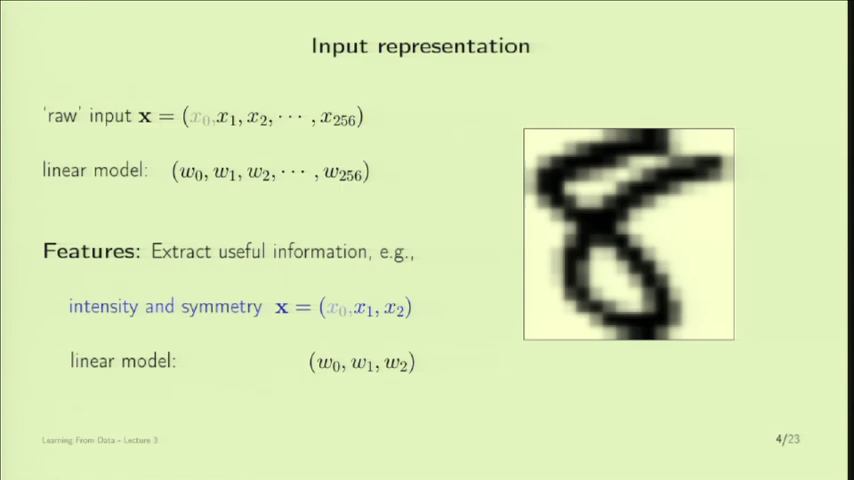 Input representation
'raw' input x = (x₀,x₁, x₂, ··· , x₂₅₆)
linear model: (w₀, w₁, w₂, ··· , w₂₅₆)
Features: Extract useful information, e.g.,
intensity and symmetry x = (x₀,x₁, x₂)
linear model: (w₀, w₁, w₂)
Learning From Data - Lecture 3
4/23